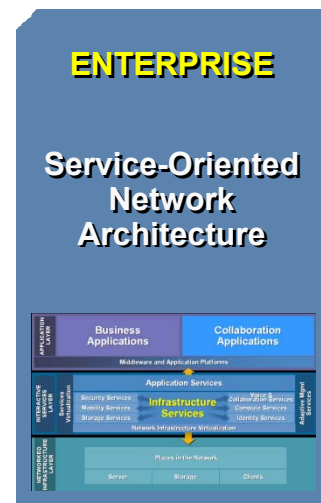 ENTERPRISE
Service-Oriented
Network
Architecture
APPLICATION
LAYER
Business
Applications
Collaboration
Applications
Middleware and Application Platforms
INTERACTIVE
SERVICES
LAYER
Services
Virtualization
Application Services
Security Services
Mobility Services
Storage Services
Infrastructure
Services
Voice &
Collaboration Services
Compute Services
Identity Services
Network Infrastructure Virtualization
Adaptive Mgmt
Services
NETWORKED
INFRASTRUCTURE
LAYER
Places in the Network
Server
Storage
Clients